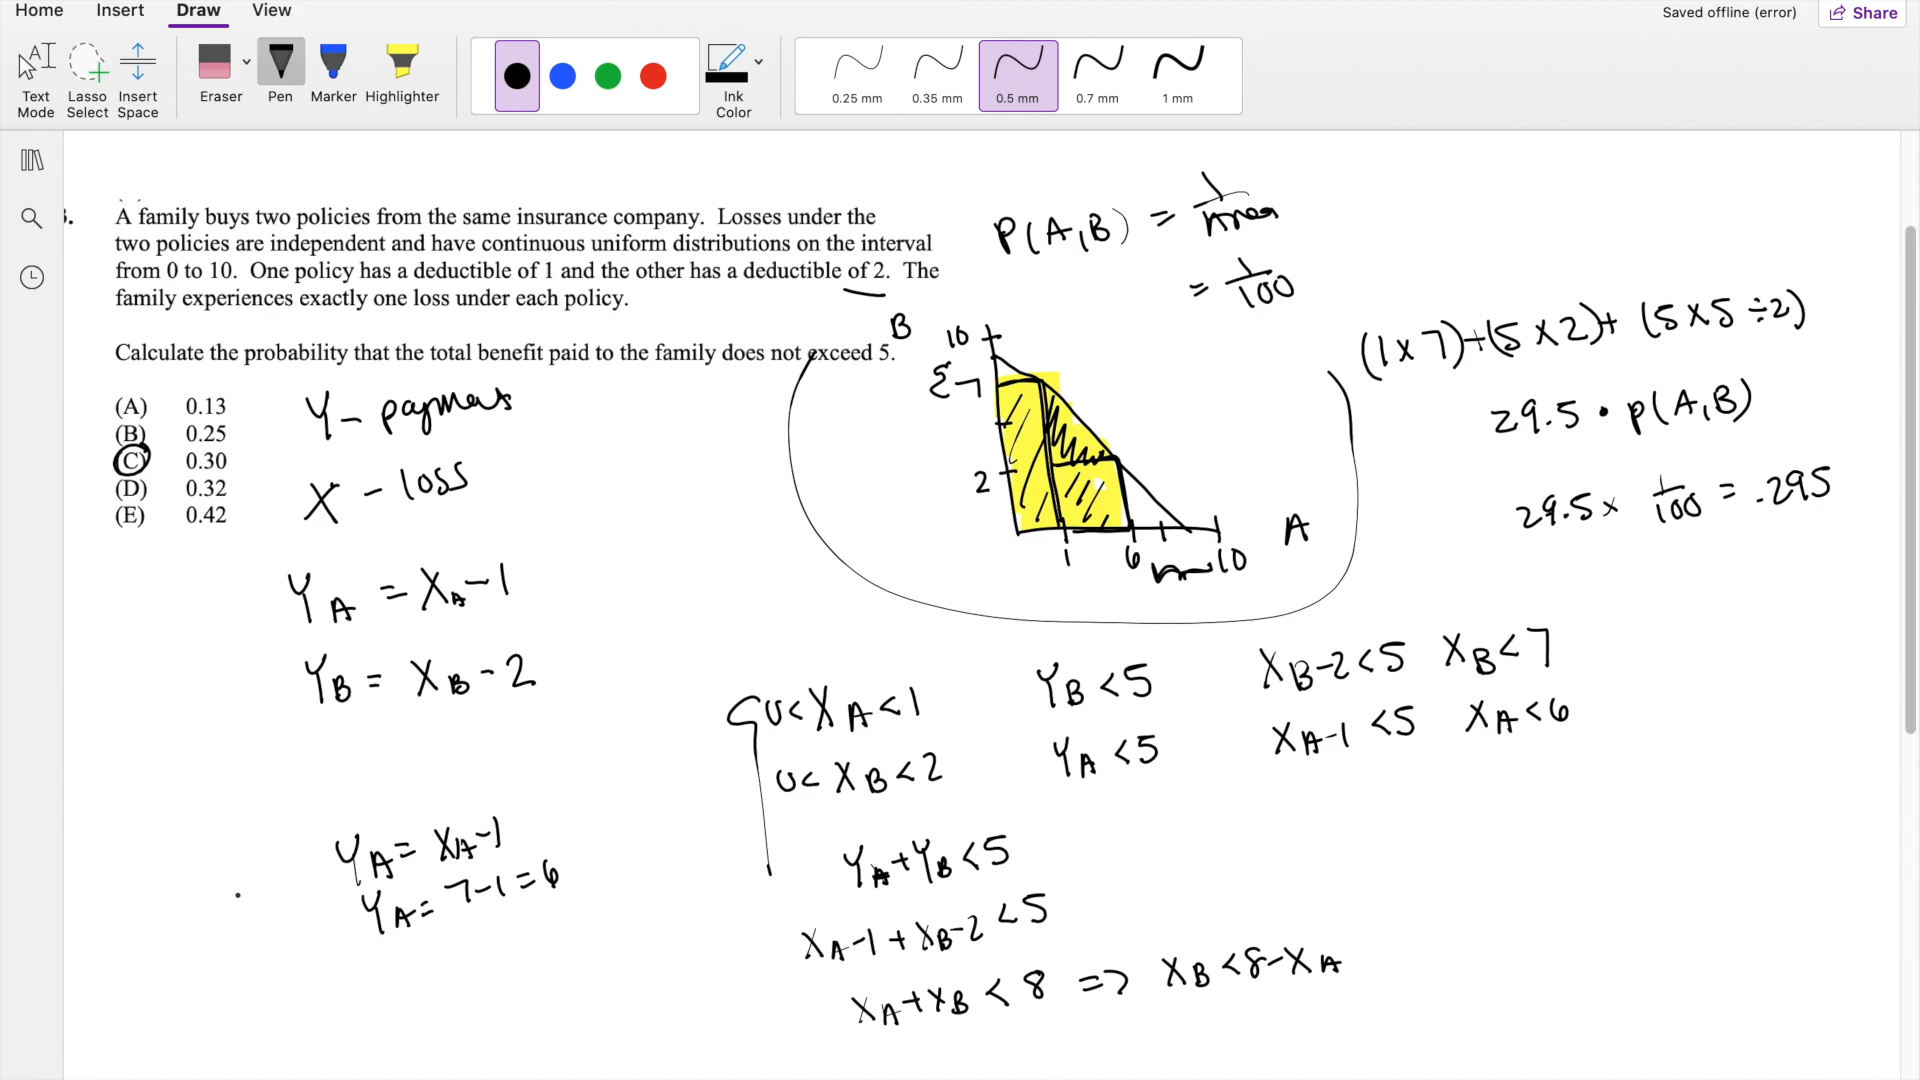 Home Insert Draw View
Saved offline (error) Share
Text Mode
Lasso Select
Insert Space
Eraser
Pen
Marker
Highlighter
Ink Color
0.25 mm
0.35 mm
0.5 mm
0.7 mm
1 mm
A family buys two policies from the same insurance company. Losses under the
two policies are independent and have continuous uniform distributions on the interval
from 0 to 10. One policy has a deductible of 1 and the other has a deductible of 2. The
family experiences exactly one loss under each policy.
Calculate the probability that the total benefit paid to the family does not exceed 5.
(A) 0.13
(B) 0.25
(C) 0.30
(D) 0.32
(E) 0.42
Y - payment
X - loss
Y_A = X_A - 1
Y_B = X_B - 2
Y_A = X_A - 1
Y_A = 7 - 1 = 6
P(A,B) = 1/Area
= 1/100
B
10
7
2
1
6
10
A
(1 x 7) + (5 x 2) + (5 x 5 ÷ 2)
29.5 • P(A,B)
29.5 x 1/100 = .295
0 < X_A < 1
0 < X_B < 2
Y_B < 5
Y_A < 5
X_B - 2 < 5 X_B < 7
X_A - 1 < 5 X_A < 6
Y_A + Y_B < 5
X_A - 1 + X_B - 2 < 5
X_A + X_B < 8 => X_B < 8 - X_A